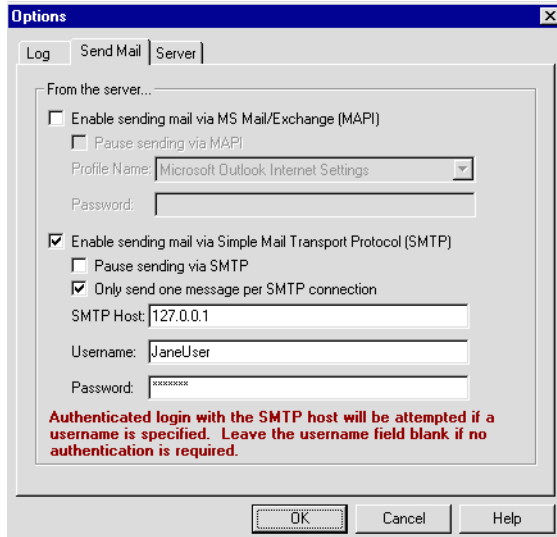 Options
Log Send Mail Server
From the server...
Enable sending mail via MS Mail/Exchange (MAPI)
Pause sending via MAPI
Profile Name: Microsoft Outlook Internet Settings
Password:
Enable sending mail via Simple Mail Transport Protocol (SMTP)
Pause sending via SMTP
Only send one message per SMTP connection
SMTP Host: 127.0.0.1
Username: JaneUser
Password: *******
Authenticated login with the SMTP host will be attempted if a
username is specified. Leave the username field blank if no
authentication is required.
OK Cancel Help